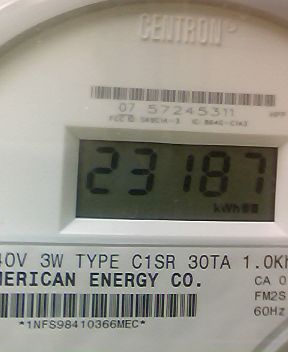 CENTRON®
07 57245311
23187
kWh
40V 3W TYPE C1SR 30TA 1.0Kh
MERICAN ENERGY CO.
CA 0
FM2S
60Hz
*1NFS98410366MEC*